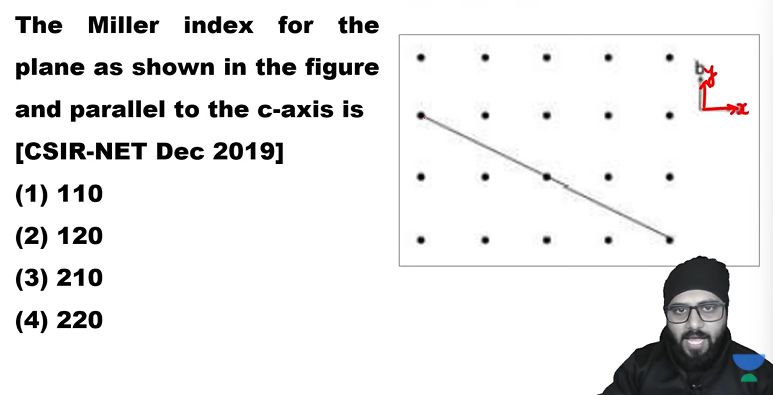 The Miller index for the
plane as shown in the figure
and parallel to the c-axis is
[CSIR-NET Dec 2019]
(1) 110
(2) 120
(3) 210
(4) 220
b
y
x